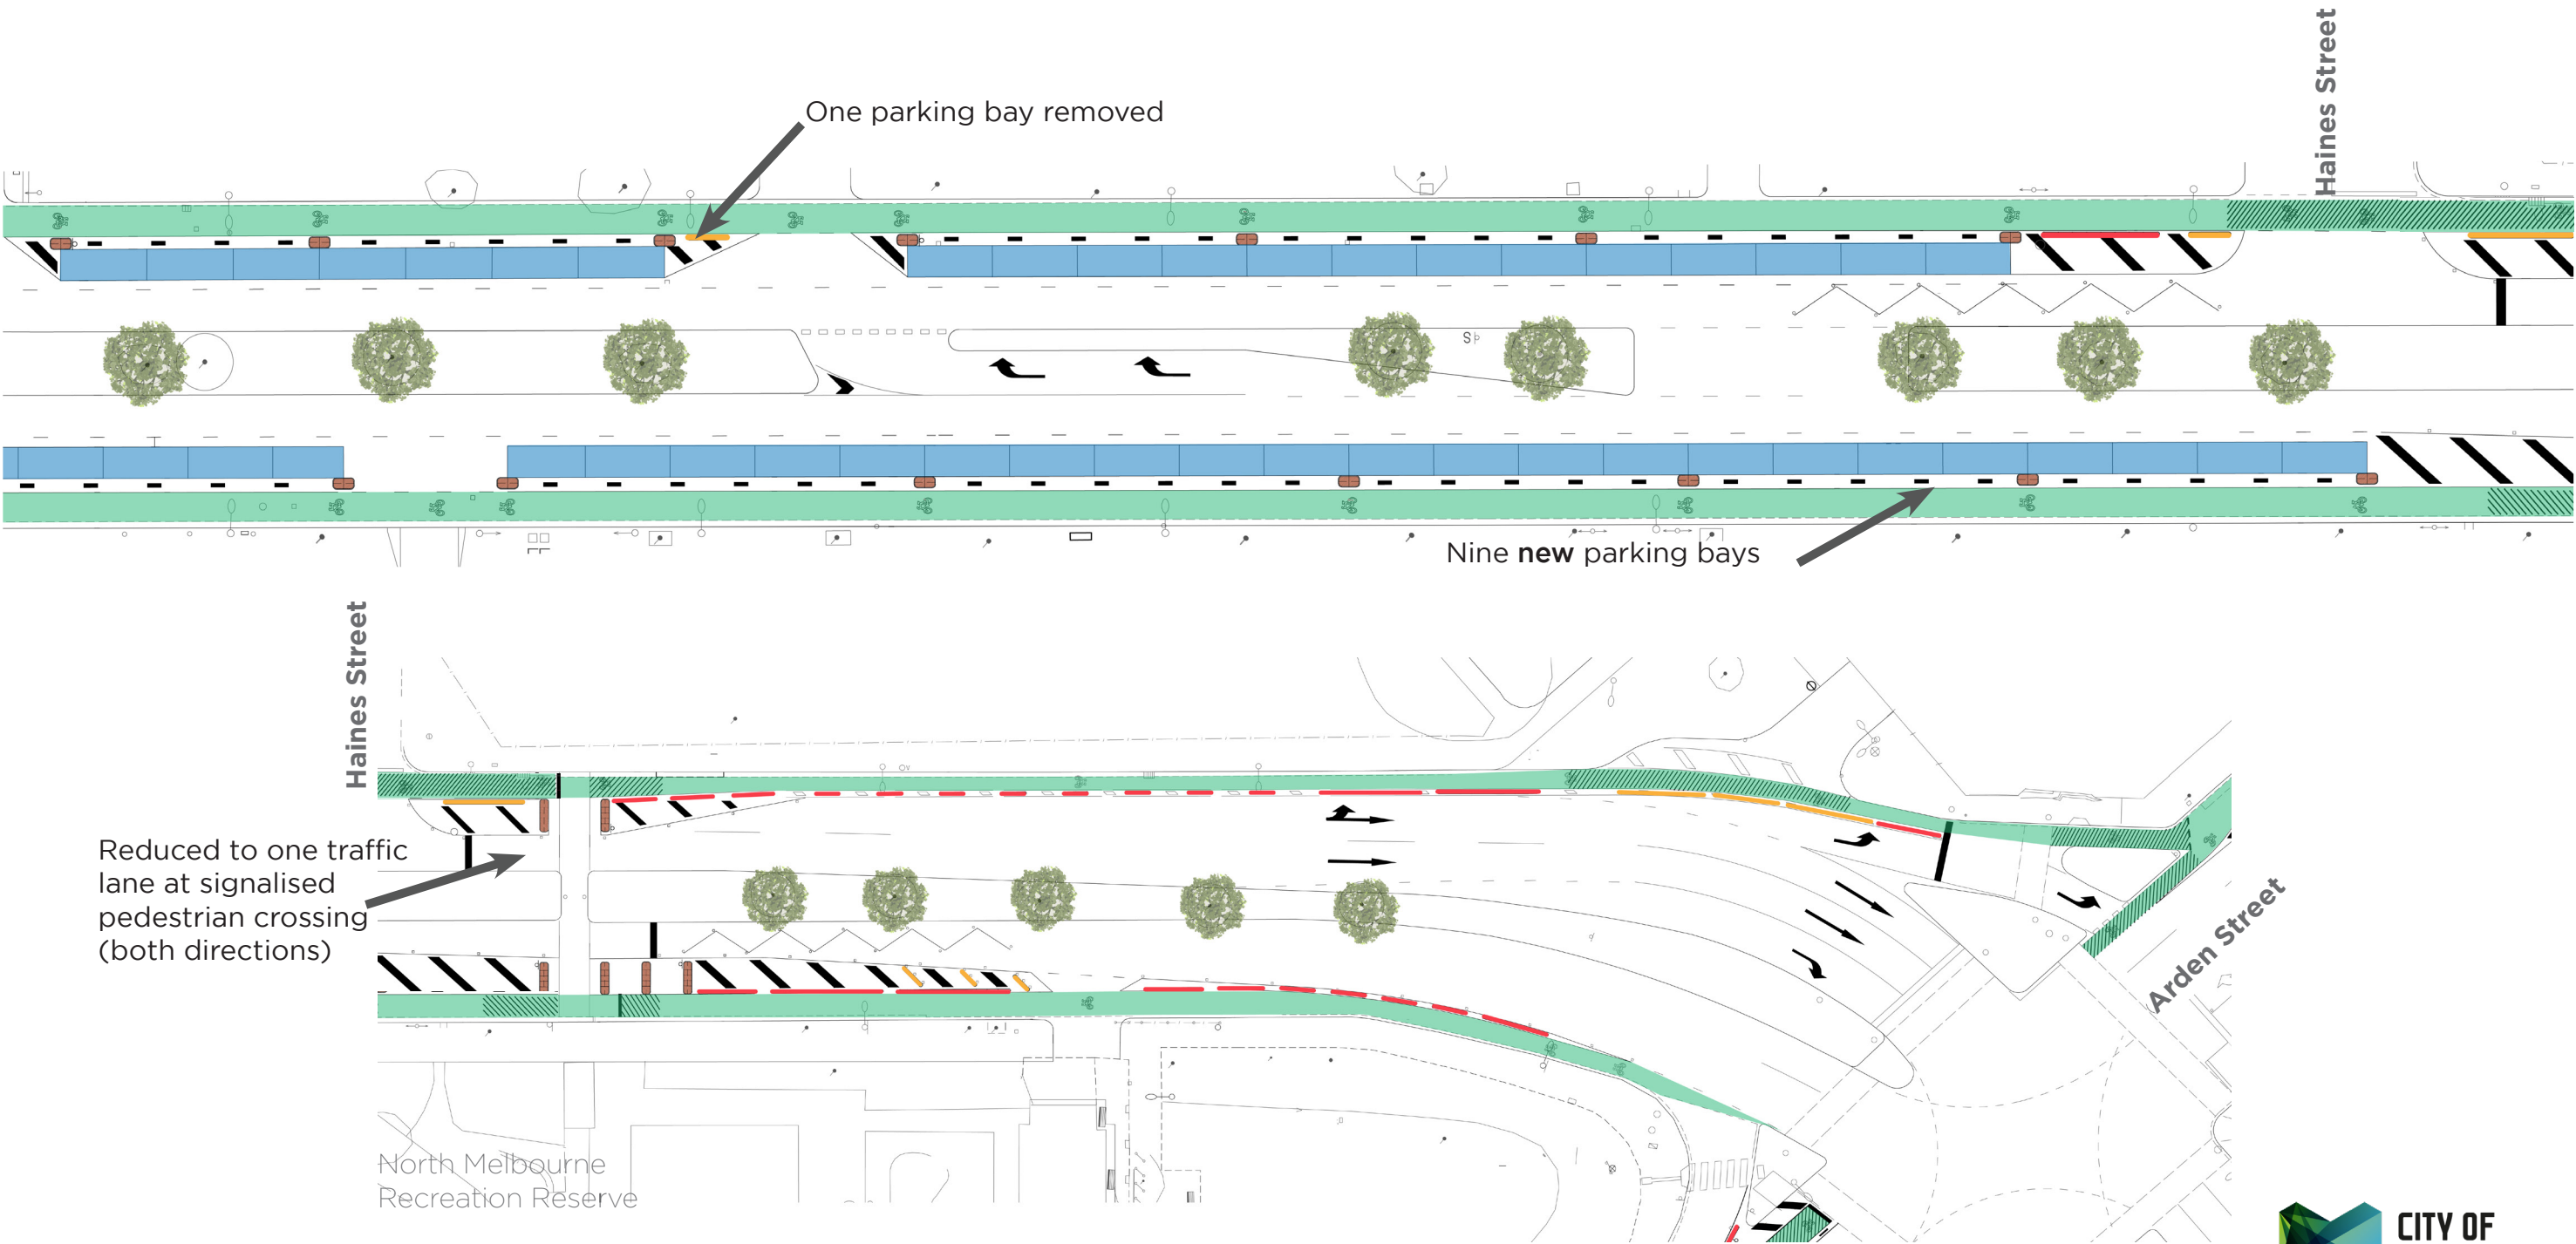 Haines Street
One parking bay removed
Nine new parking bays
Haines Street
Reduced to one traffic
lane at signalised
pedestrian crossing
(both directions)
Arden Street
North Melbourne
Recreation Reserve
CITY OF